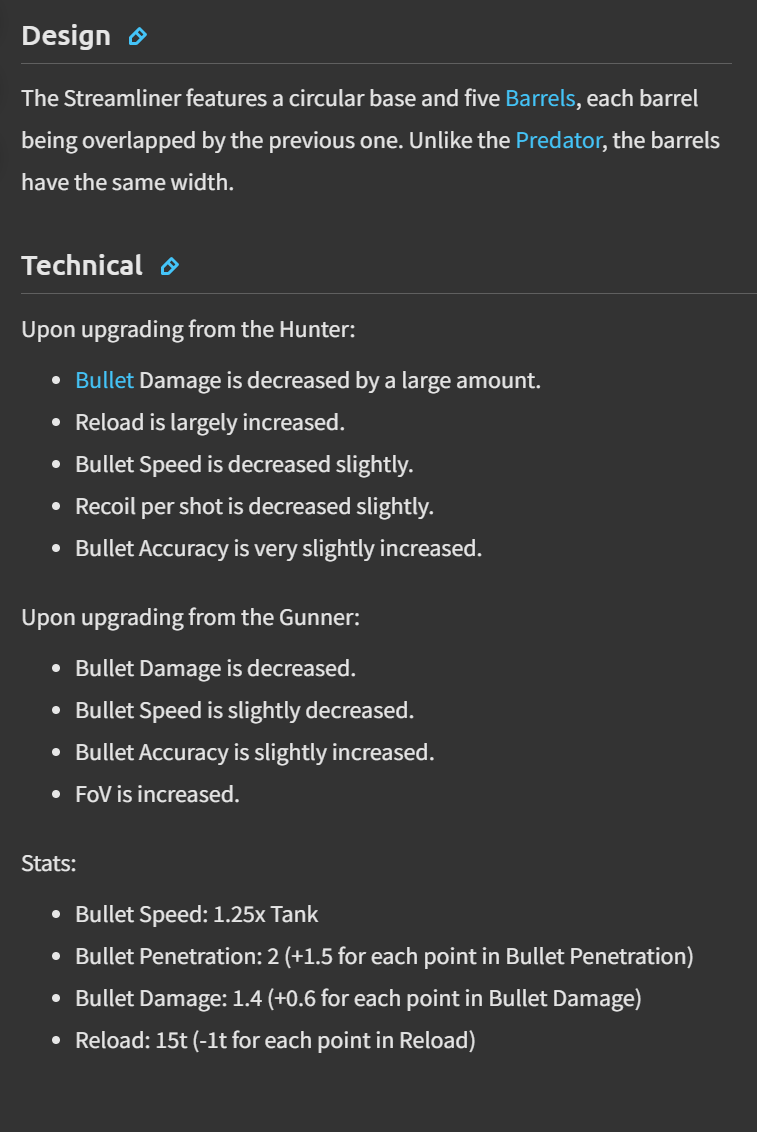 Design
The Streamliner features a circular base and five Barrels, each barrel
being overlapped by the previous one. Unlike the Predator, the barrels
have the same width.
Technical
Upon upgrading from the Hunter:
• Bullet Damage is decreased by a large amount.
• Reload is largely increased.
• Bullet Speed is decreased slightly.
• Recoil per shot is decreased slightly.
• Bullet Accuracy is very slightly increased.
Upon upgrading from the Gunner:
• Bullet Damage is decreased.
• Bullet Speed is slightly decreased.
• Bullet Accuracy is slightly increased.
• FoV is increased.
Stats:
• Bullet Speed: 1.25x Tank
• Bullet Penetration: 2 (+1.5 for each point in Bullet Penetration)
• Bullet Damage: 1.4 (+0.6 for each point in Bullet Damage)
• Reload: 15t (-1t for each point in Reload)